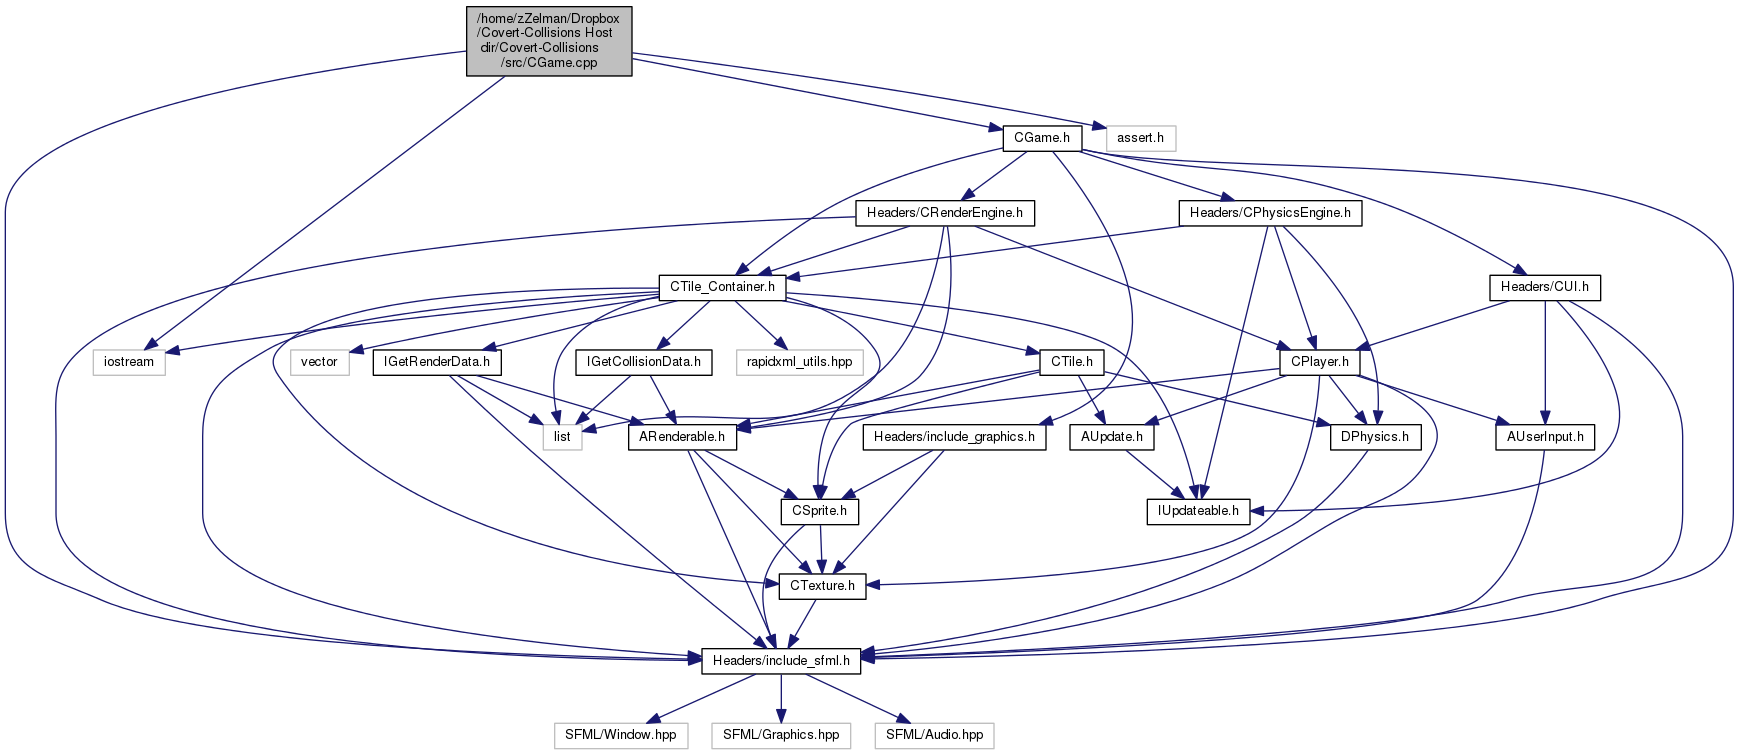 /home/zZelman/Dropbox
/Covert-Collisions Host
dir/Covert-Collisions
/src/CGame.cpp
CGame.h
assert.h
Headers/CRenderEngine.h
Headers/CPhysicsEngine.h
CTile_Container.h
Headers/CUI.h
iostream
vector
IGetRenderData.h
IGetCollisionData.h
rapidxml_utils.hpp
CTile.h
CPlayer.h
list
ARenderable.h
Headers/include_graphics.h
AUpdate.h
DPhysics.h
AUserInput.h
CSprite.h
IUpdateable.h
CTexture.h
Headers/include_sfml.h
SFML/Window.hpp
SFML/Graphics.hpp
SFML/Audio.hpp